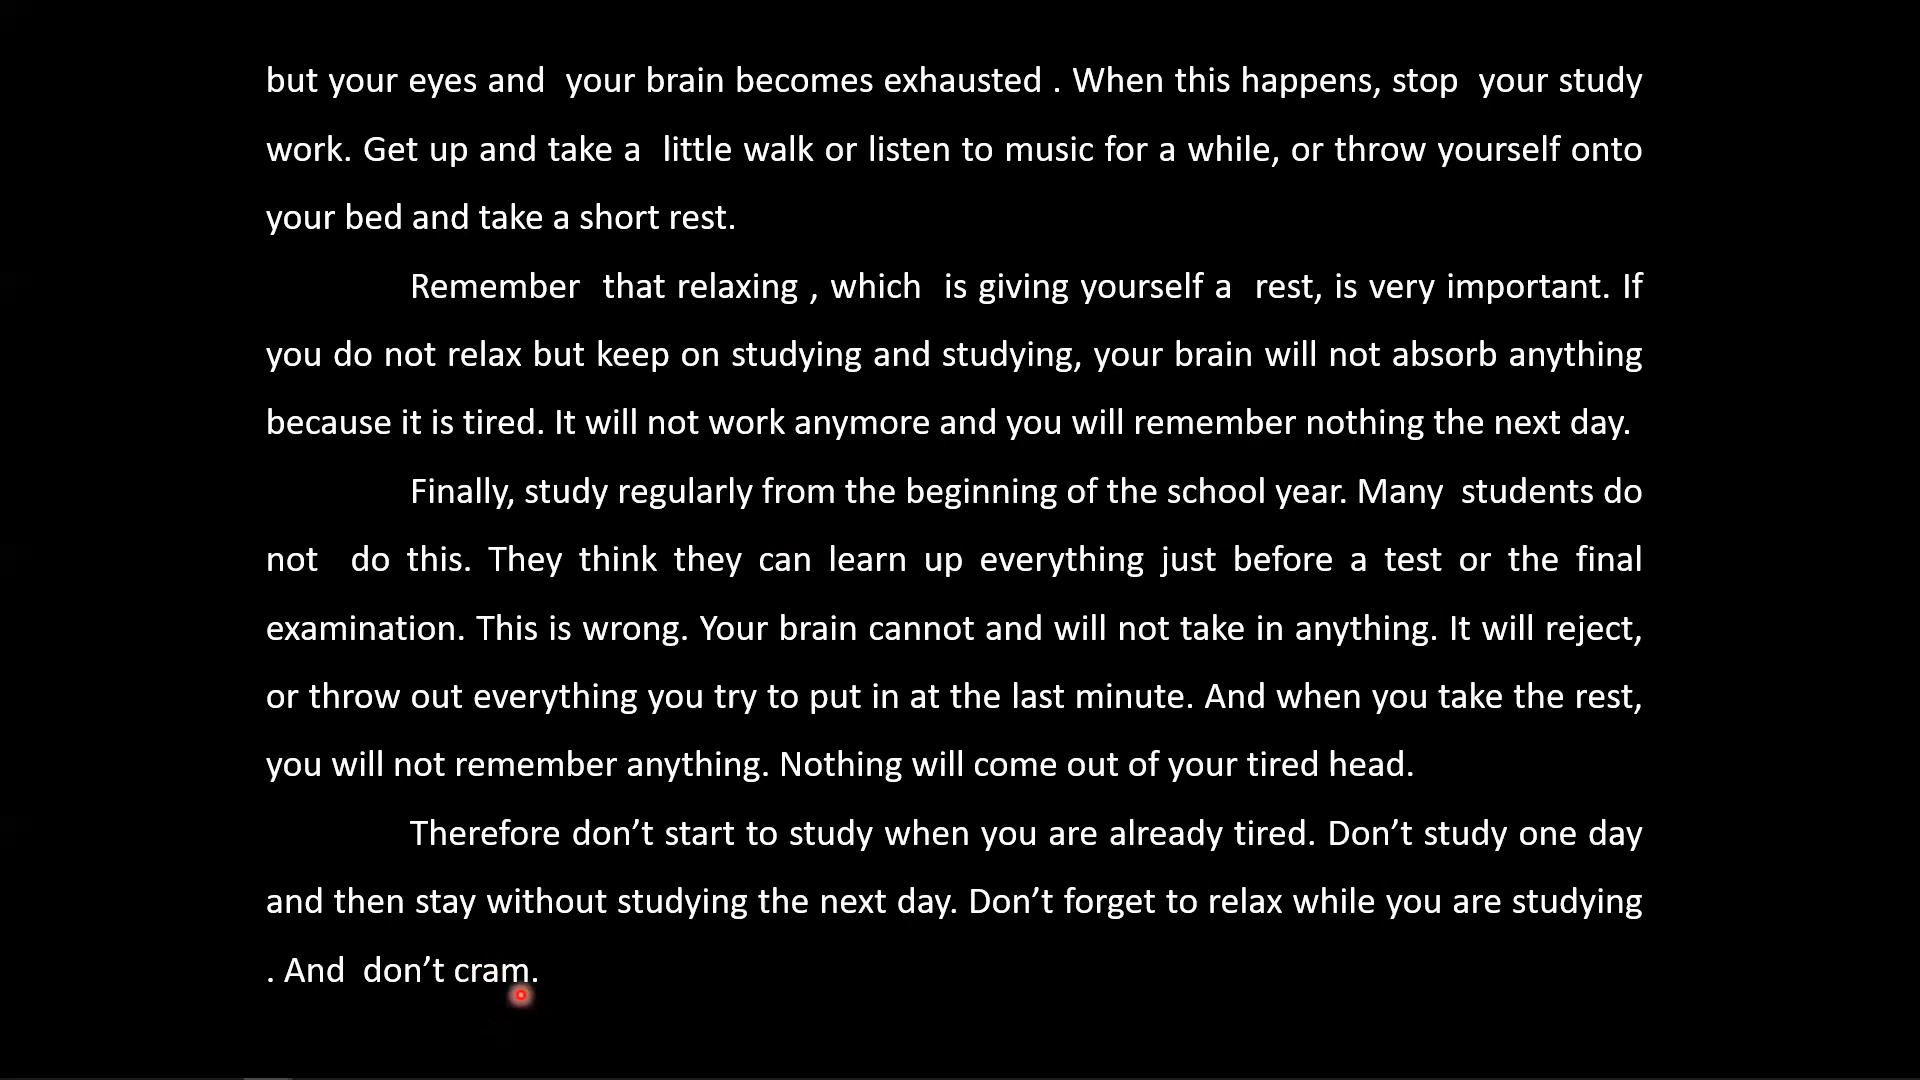 but your eyes and  your brain becomes exhausted . When this happens, stop  your study
work. Get up and take a  little walk or listen to music for a while, or throw yourself onto
your bed and take a short rest.
Remember  that relaxing , which  is giving yourself a  rest, is very important. If
you do not relax but keep on studying and studying, your brain will not absorb anything
because it is tired. It will not work anymore and you will remember nothing the next day.
Finally, study regularly from the beginning of the school year. Many  students do
not  do this. They think they can learn up everything just before a test or the final
examination. This is wrong. Your brain cannot and will not take in anything. It will reject,
or throw out everything you try to put in at the last minute. And when you take the rest,
you will not remember anything. Nothing will come out of your tired head.
Therefore don’t start to study when you are already tired. Don’t study one day
and then stay without studying the next day. Don’t forget to relax while you are studying
. And  don’t cram.